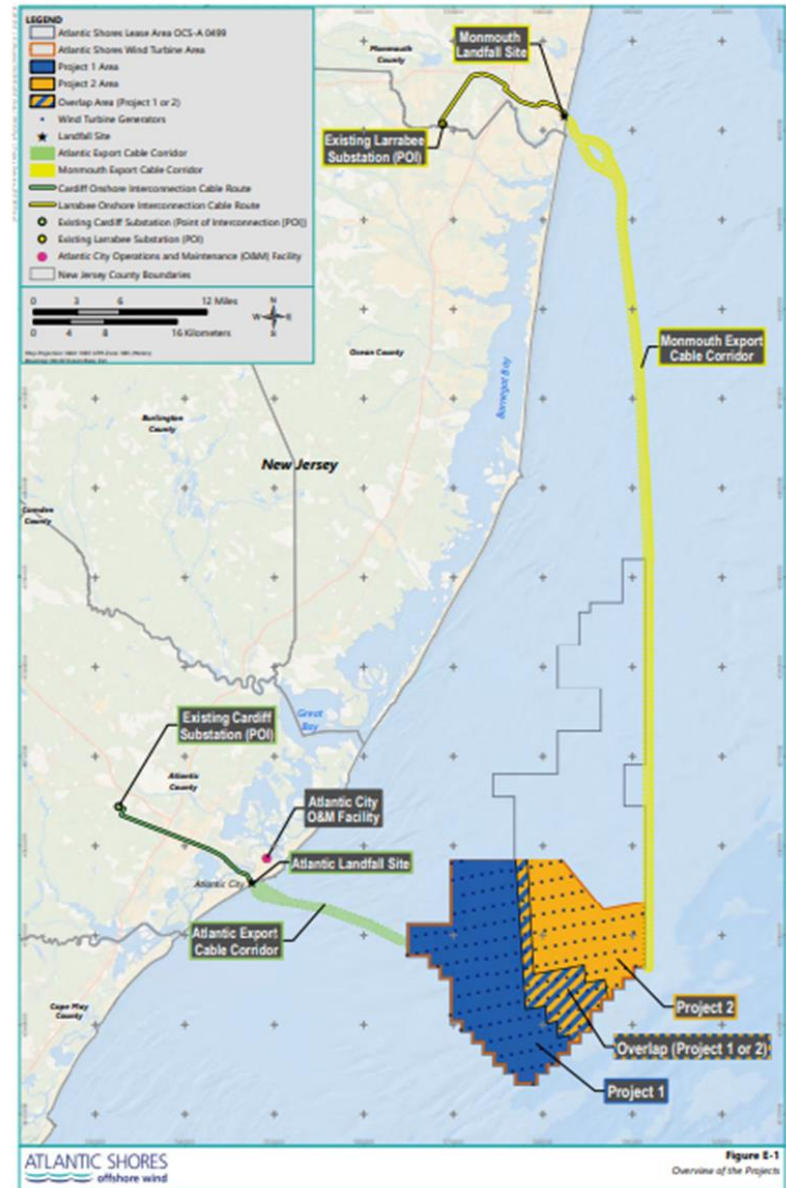 LEGEND
Atlantic Shores Lease Area OCS-A 0499
Atlantic Shores Wind Turbine Area
Project 1 Area
Project 2 Area
Overlap Area (Project 1 or 2)
Wind Turbine Generators
Landfall Site
Atlantic Export Cable Corridor
Monmouth Export Cable Corridor
Cardiff Onshore Interconnection Cable Route
Larrabee Onshore Interconnection Cable Route
Existing Cardiff Substation (Point of Interconnection [POI])
Existing Larrabee Substation (POI)
Atlantic City Operations and Maintenance (O&M) Facility
New Jersey County Boundaries
0 3 6 12 Miles
0 4 8 16 Kilometers
N
W E
S
Monmouth
County
Monmouth
Landfall Site
Existing Larrabee
Substation (POI)
Monmouth Export
Cable Corridor
Ocean County
Barnegat Bay
Burlington
County
New Jersey
Camden
County
Great
Bay
Existing Cardiff
Substation (POI)
Atlantic
County
Atlantic City
O&M Facility
Atlantic Landfall Site
Atlantic City
Atlantic Export
Cable Corridor
Cape May
County
Project 2
Overlap (Project 1 or 2)
Project 1
ATLANTIC SHORES
offshore wind
Figure E-1
Overview of the Projects